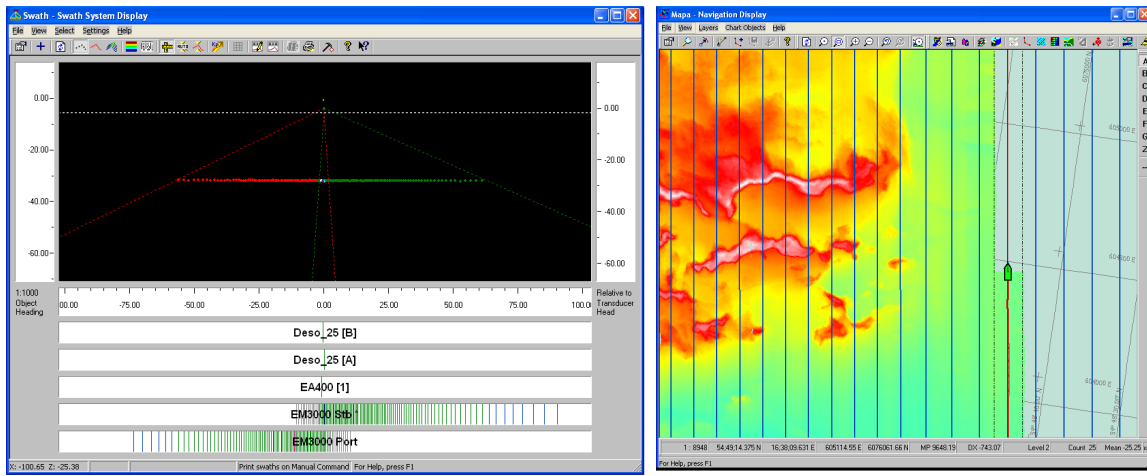 Swath - Swath System Display
File View Select Settings Help
0.00
-20.00
-40.00
-60.00
0.00
-20.00
-40.00
-60.00
1:1000
Object
Heading
00.00 -75.00 -50.00 -25.00 0.00 25.00 50.00 75.00 100.0
Relative to
Transducer
Head
Deso_25 [B]
Deso_25 [A]
EA400 [1]
EM3000 Stb *
EM3000 Port
X: -100.65 Z: -25.38 Print swaths on Manual Command For Help, press F1
Mapa - Navigation Display
File View Layers Chart Objects Help
A
B
C
D
E
F
G
Z
1 : 8948 54;49;14.375 N 16;38;09.631 E 605114.55 E 6076061.66 N MP 9648.19 DX -743.07 Level 2 Count 25 Mean -25.25
For Help, press F1